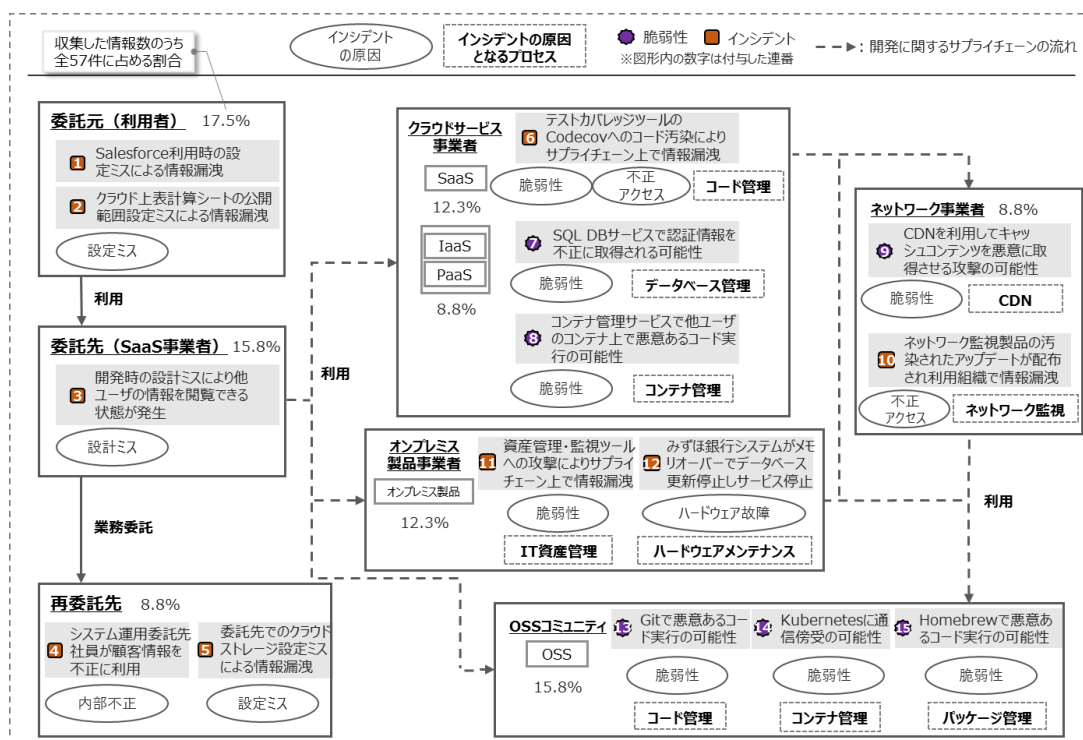 収集した情報数のうち
全57件に占める割合
インシデント
の原因
インシデントの原因
となるプロセス
脆弱性
インシデント
※図形内の数字は付与した連番
：開発に関するサプライチェーンの流れ
委託元（利用者） 17.5%
1
Salesforce利用時の設
定ミスによる情報漏洩
2
クラウド上表計算シートの公開
範囲設定ミスによる情報漏洩
設定ミス
利用
委託先（SaaS事業者）15.8%
3
開発時の設計ミスにより他
ユーザの情報を閲覧できる
状態が発生
設計ミス
業務委託
再委託先 8.8%
4
システム運用委託先
社員が顧客情報を
不正に利用
内部不正
5
委託先でのクラウド
ストレージ設定ミス
による情報漏洩
設定ミス
利用
クラウドサービス
事業者
SaaS
12.3%
IaaS
PaaS
8.8%
6
テストカバレッジツールの
Codecovへのコード汚染により
サプライチェーン上で情報漏洩
脆弱性
不正
アクセス
コード管理
7
SQL DBサービスで認証情報を
不正に取得される可能性
脆弱性
データベース管理
8
コンテナ管理サービスで他ユーザ
のコンテナ上で悪意あるコード実
行の可能性
脆弱性
コンテナ管理
オンプレミス
製品事業者
オンプレミス製品
12.3%
11
資産管理・監視ツール
への攻撃によりサプライ
チェーン上で情報漏洩
脆弱性
IT資産管理
12
みずほ銀行システムがメモ
リオーバーでデータベース
更新停止しサービス停止
ハードウェア故障
ハードウェアメンテナンス
ネットワーク事業者 8.8%
9
CDNを利用してキャッ
シュコンテンツを悪意に取
得させる攻撃の可能性
脆弱性
CDN
10
ネットワーク監視製品の汚
染されたアップデートが配布
され利用組織で情報漏洩
不正
アクセス
ネットワーク監視
利用
OSSコミュニティ
OSS
15.8%
13
Gitで悪意あるコー
ド実行の可能性
脆弱性
コード管理
14
Kubernetesに通
信傍受の可能性
脆弱性
コンテナ管理
15
Homebrewで悪意あ
るコード実行の可能性
脆弱性
パッケージ管理